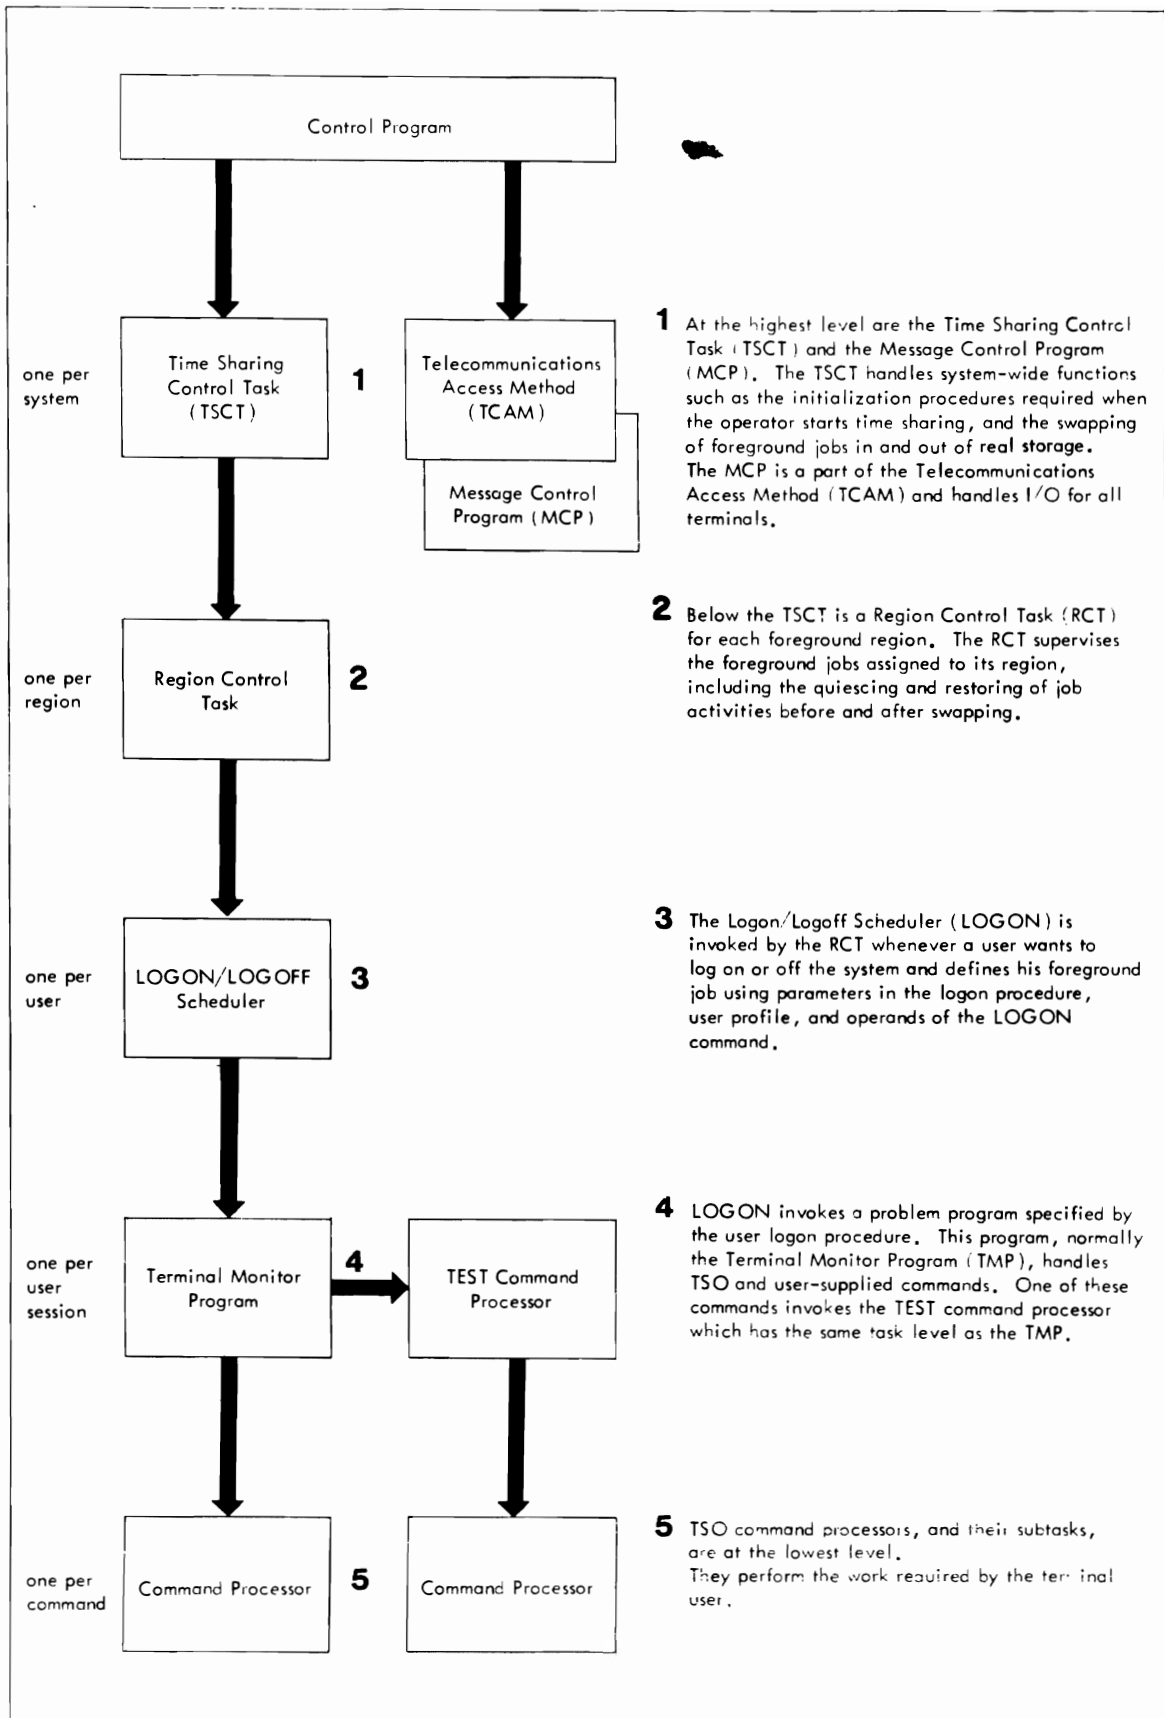 Control Program
one per
system
Time Sharing
Control Task
(TSCT)
1
Telecommunications
Access Method
(TCAM)
Message Control
Program (MCP)
1 At the highest level are the Time Sharing Control
Task (TSCT) and the Message Control Program
(MCP). The TSCT handles system-wide functions
such as the initialization procedures required when
the operator starts time sharing, and the swapping
of foreground jobs in and out of real storage.
The MCP is a part of the Telecommunications
Access Method (TCAM) and handles I/O for all
terminals.
one per
region
Region Control
Task
2
2 Below the TSCT is a Region Control Task (RCT)
for each foreground region. The RCT supervises
the foreground jobs assigned to its region,
including the quiescing and restoring of job
activities before and after swapping.
one per
user
LOGON/LOGOFF
Scheduler
3
3 The Logon/Logoff Scheduler (LOGON) is
invoked by the RCT whenever a user wants to
log on or off the system and defines his foreground
job using parameters in the logon procedure,
user profile, and operands of the LOGON
command.
one per
user
session
Terminal Monitor
Program
4
TEST Command
Processor
4 LOGON invokes a problem program specified by
the user logon procedure. This program, normally
the Terminal Monitor Program (TMP), handles
TSO and user-supplied commands. One of these
commands invokes the TEST command processor
which has the same task level as the TMP.
one per
command
Command Processor
5
Command Processor
5 TSO command processors, and their subtasks,
are at the lowest level.
They perform the work required by the terminal
user.